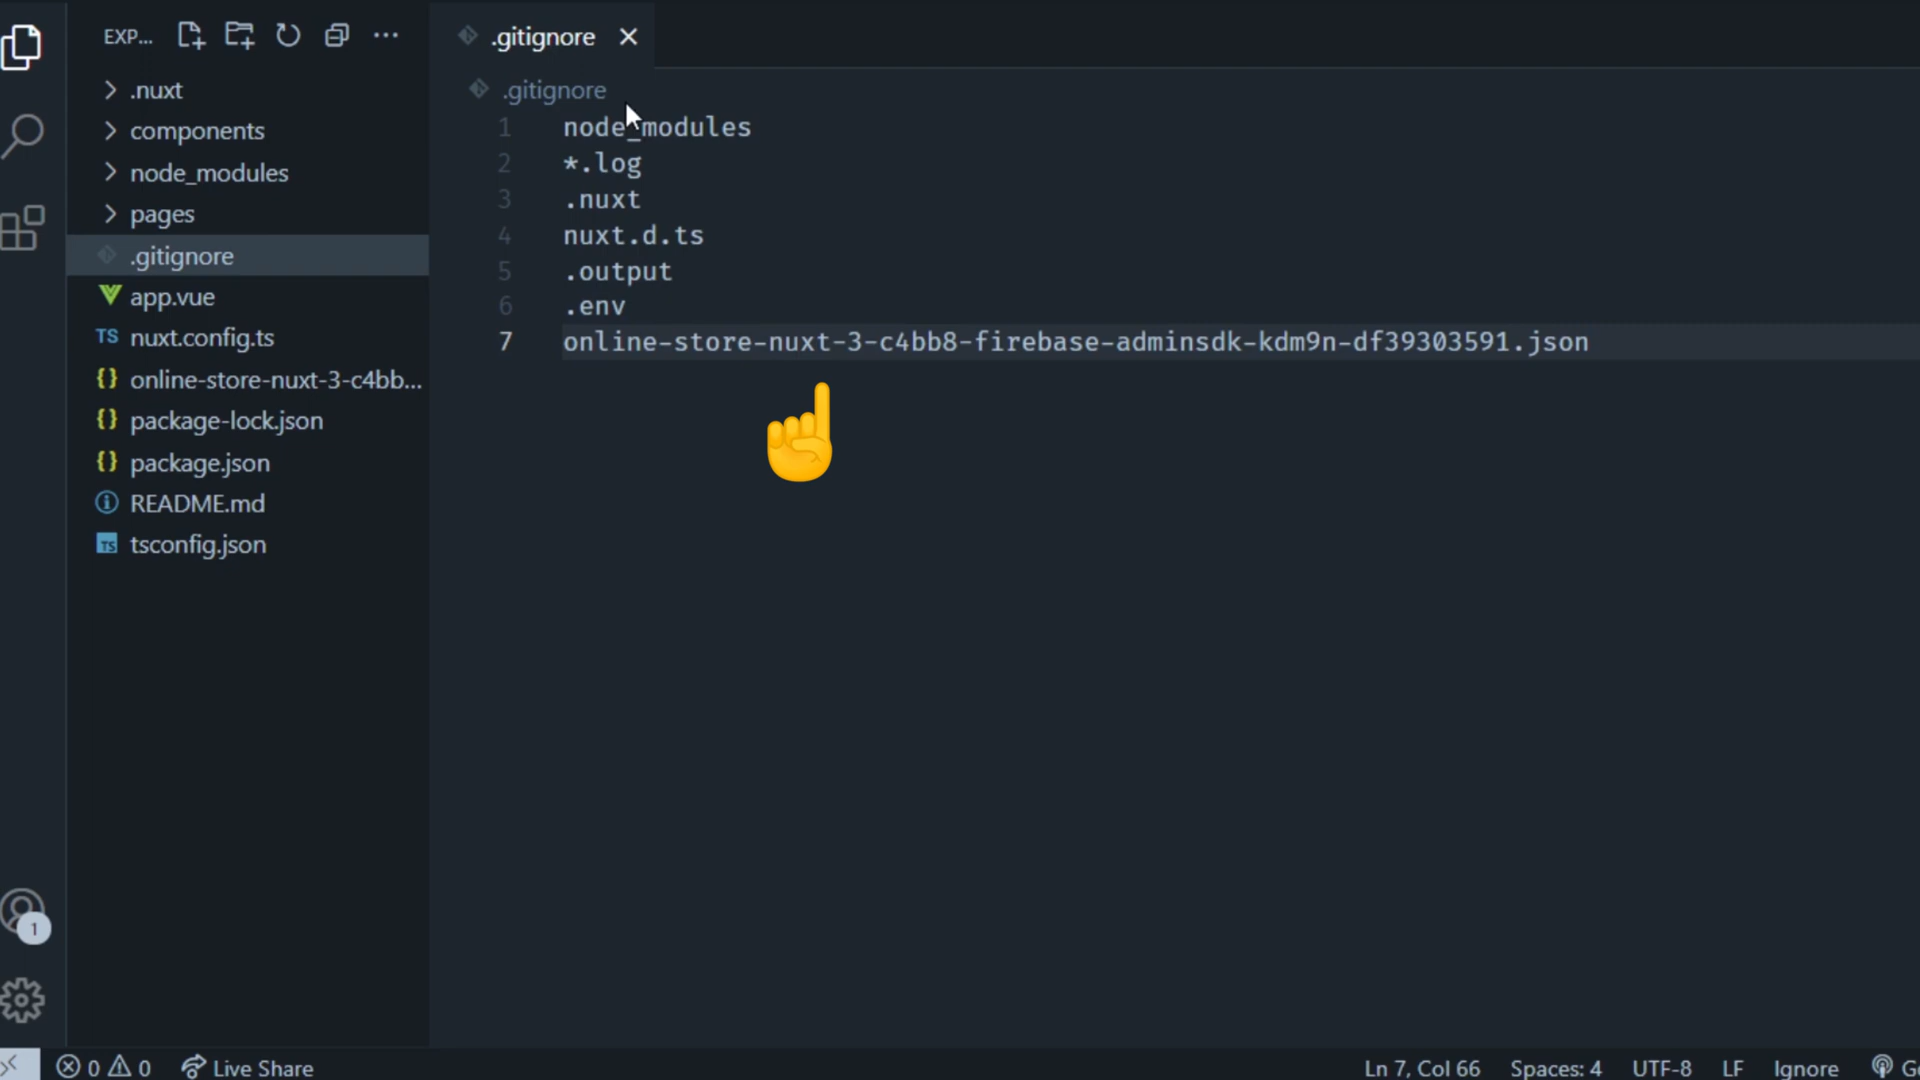 EXP...
.nuxt
components
node_modules
pages
.gitignore
app.vue
TS nuxt.config.ts
{} online-store-nuxt-3-c4bb...
{} package-lock.json
{} package.json
README.md
TS tsconfig.json
.gitignore
.gitignore
1 node_modules
2 *.log
3 .nuxt
4 nuxt.d.ts
5 .output
6 .env
7 online-store-nuxt-3-c4bb8-firebase-adminsdk-kdm9n-df39303591.json
1
0 0 Live Share
Ln 7, Col 66 Spaces: 4 UTF-8 LF Ignore